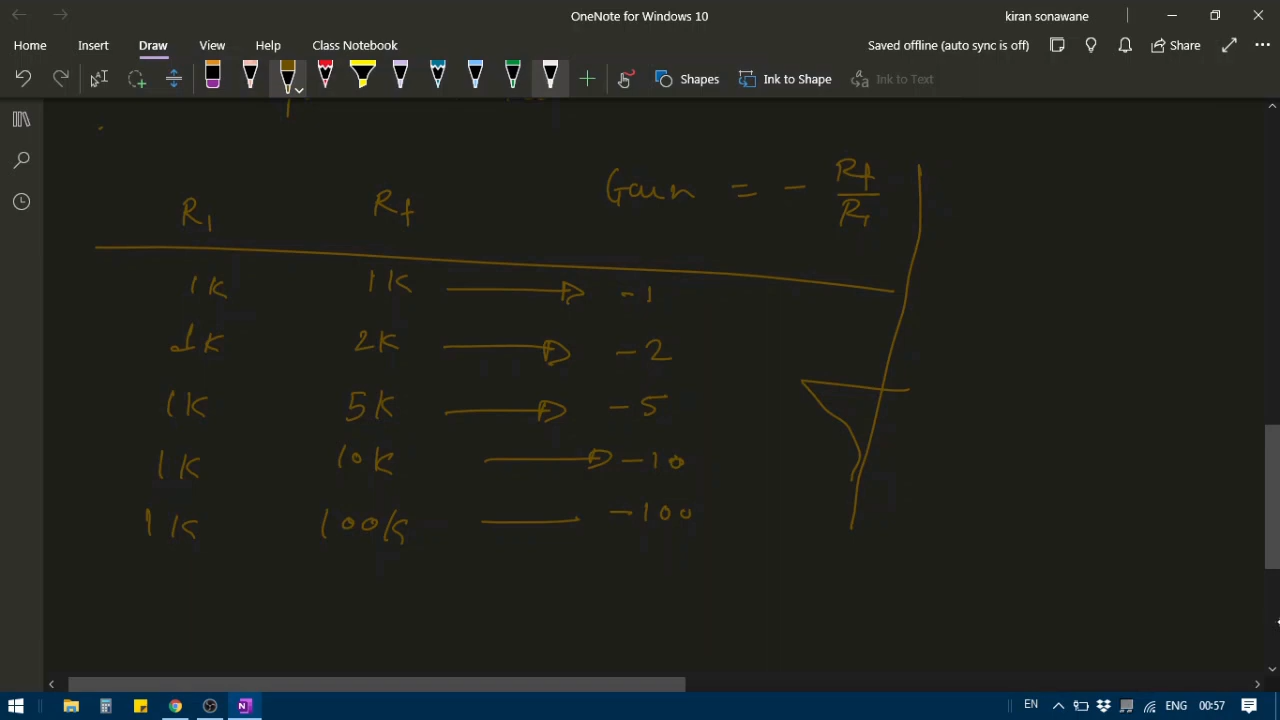 OneNote for Windows 10
kiran sonawane
Home Insert Draw View Help Class Notebook Saved offline (auto sync is off) Share
Shapes Ink to Shape Ink to Text
Gain = - Rf/R1
R1 Rf
1K 1K -1
1K 2K -2
1K 5K -5
1K 10K -10
1K 100K -100
EN ENG 00:57